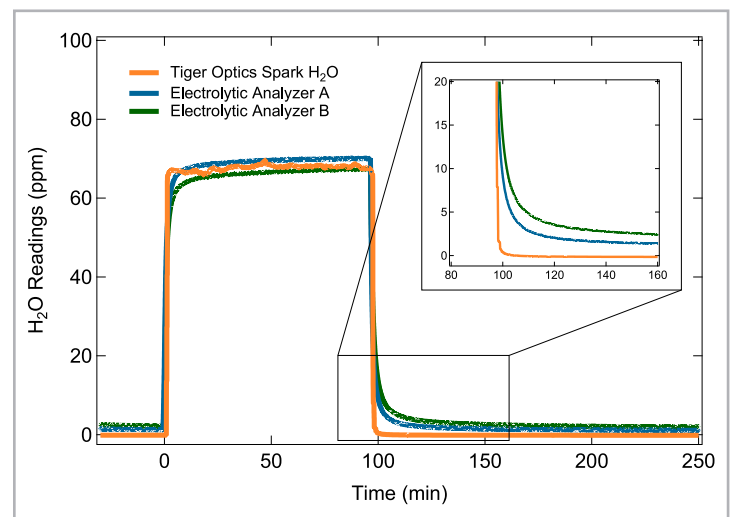 100
80
60
40
20
0
H₂O Readings (ppm)
Tiger Optics Spark H₂O
Electrolytic Analyzer A
Electrolytic Analyzer B
20
15
10
5
0
80 100 120 140 160
0 50 100 150 200 250
Time (min)